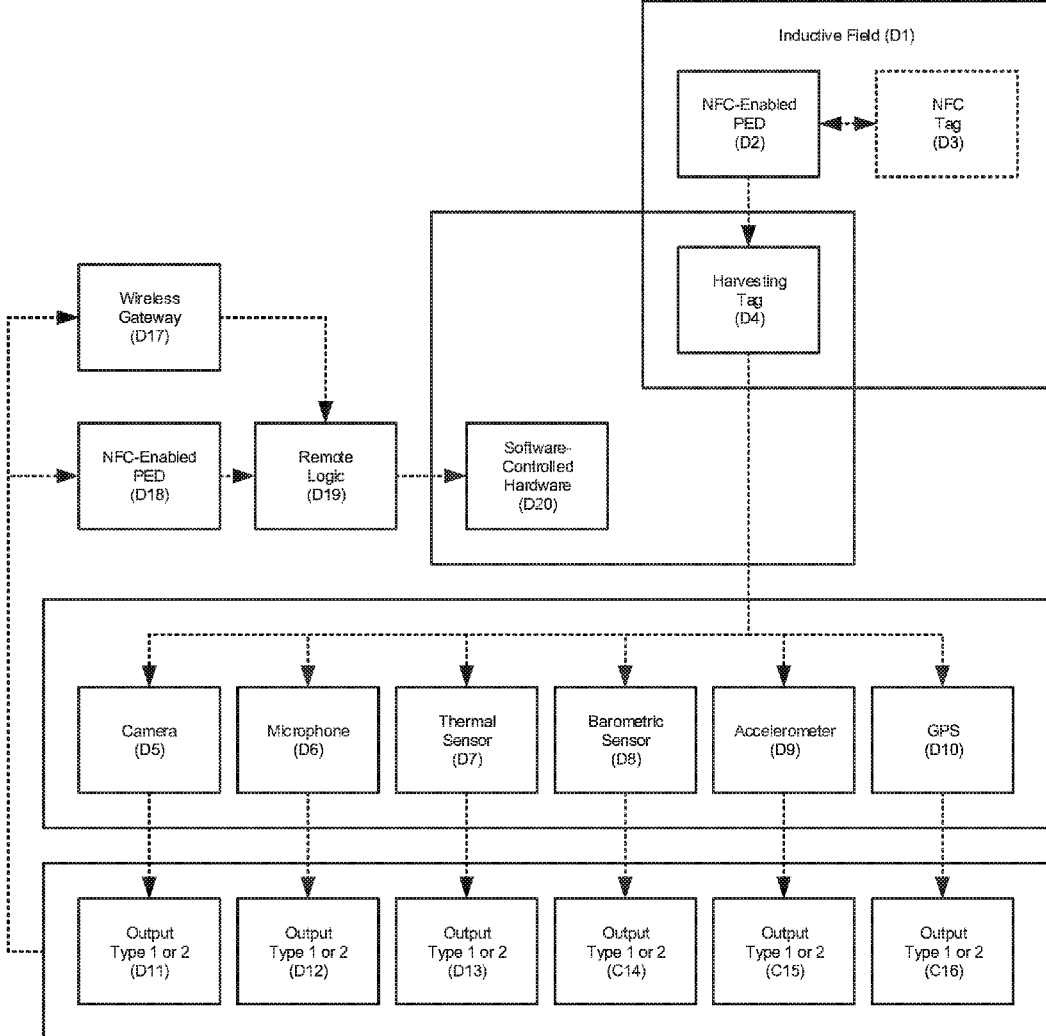 Inductive Field (D1)
NFC-Enabled
PED
(D2)
NFC
Tag
(D3)
Harvesting
Tag
(D4)
Wireless
Gateway
(D17)
NFC-Enabled
PED
(D18)
Remote
Logic
(D19)
Software-
Controlled
Hardware
(D20)
Camera
(D5)
Microphone
(D6)
Thermal
Sensor
(D7)
Barometric
Sensor
(D8)
Accelerometer
(D9)
GPS
(D10)
Output
Type 1 or 2
(D11)
Output
Type 1 or 2
(D12)
Output
Type 1 or 2
(D13)
Output
Type 1 or 2
(C14)
Output
Type 1 or 2
(C15)
Output
Type 1 or 2
(C16)